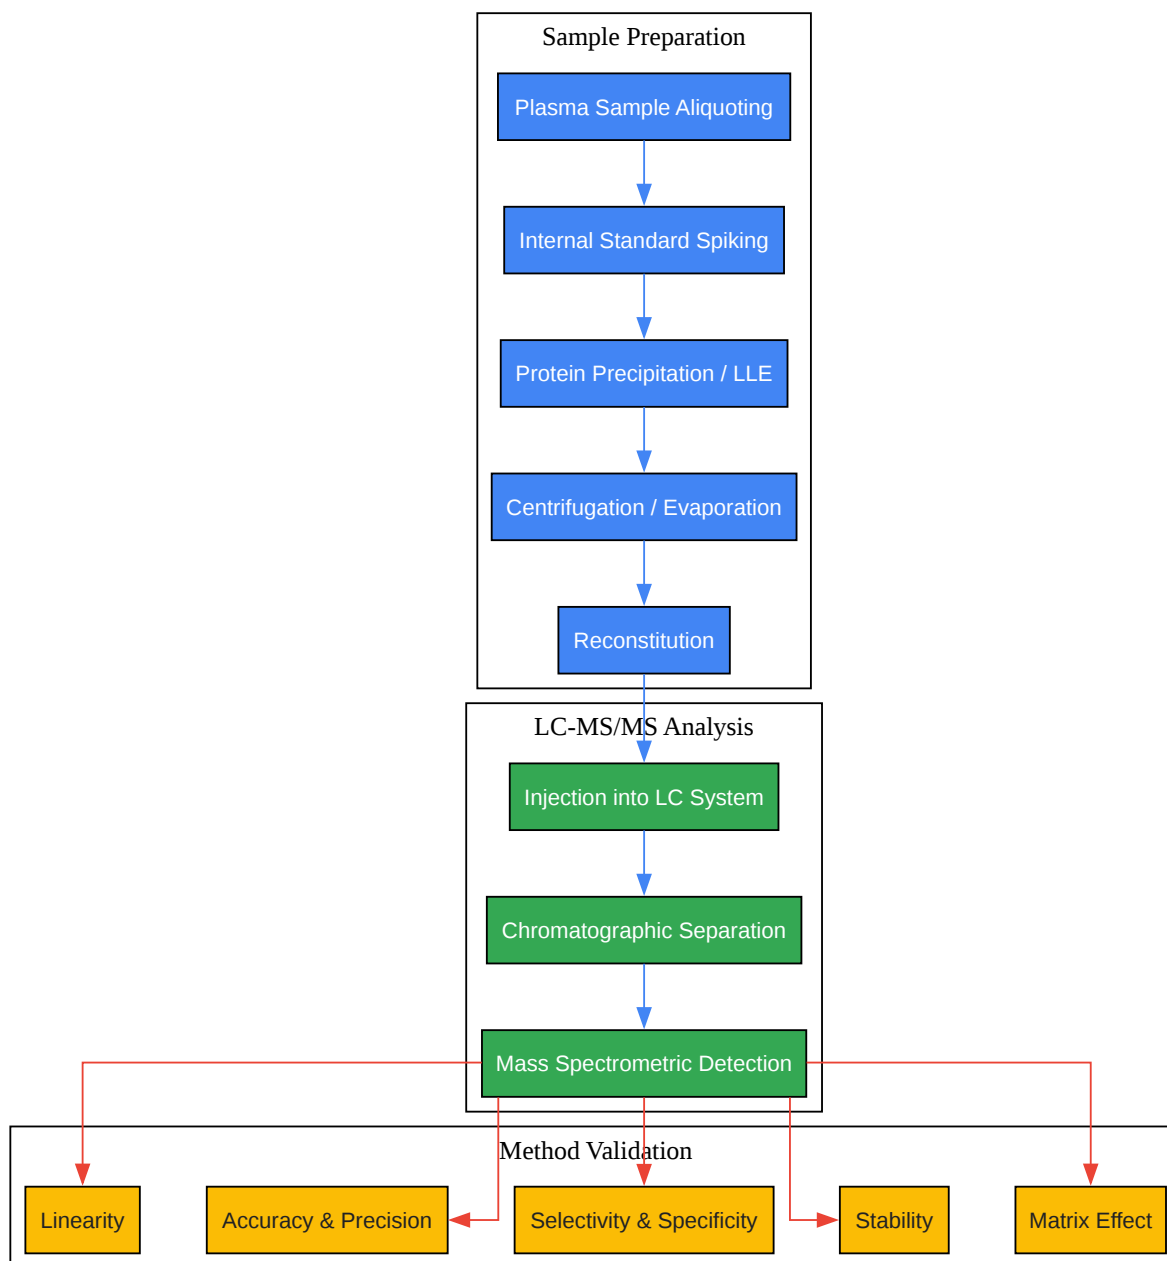 Sample Preparation
Plasma Sample Aliquoting
Internal Standard Spiking
Protein Precipitation / LLE
Centrifugation / Evaporation
Reconstitution
LC-MS/MS Analysis
Injection into LC System
Chromatographic Separation
Mass Spectrometric Detection
Method Validation
Linearity
Accuracy & Precision
Selectivity & Specificity
Stability
Matrix Effect